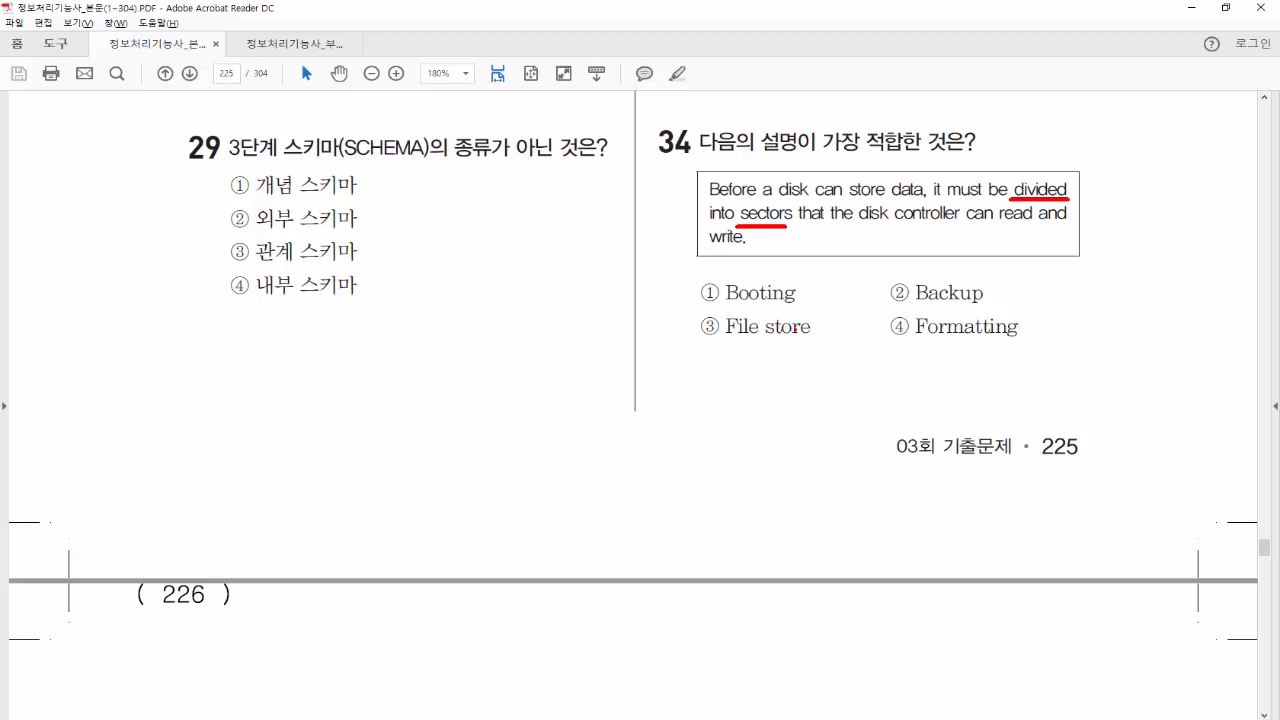 정보처리기능사_본문(1~304).PDF - Adobe Acrobat Reader DC
파일 편집 보기(V) 창(W) 도움말(H)
홈 도구 정보처리기능사_본... × 정보처리기능사_부... 로그인
225 / 304 180%
29 3단계 스키마(SCHEMA)의 종류가 아닌 것은?
① 개념 스키마
② 외부 스키마
③ 관계 스키마
④ 내부 스키마
34 다음의 설명이 가장 적합한 것은?
Before a disk can store data, it must be divided
into sectors that the disk controller can read and
write.
① Booting ② Backup
③ File store ④ Formatting
03회 기출문제 • 225
( 226 )